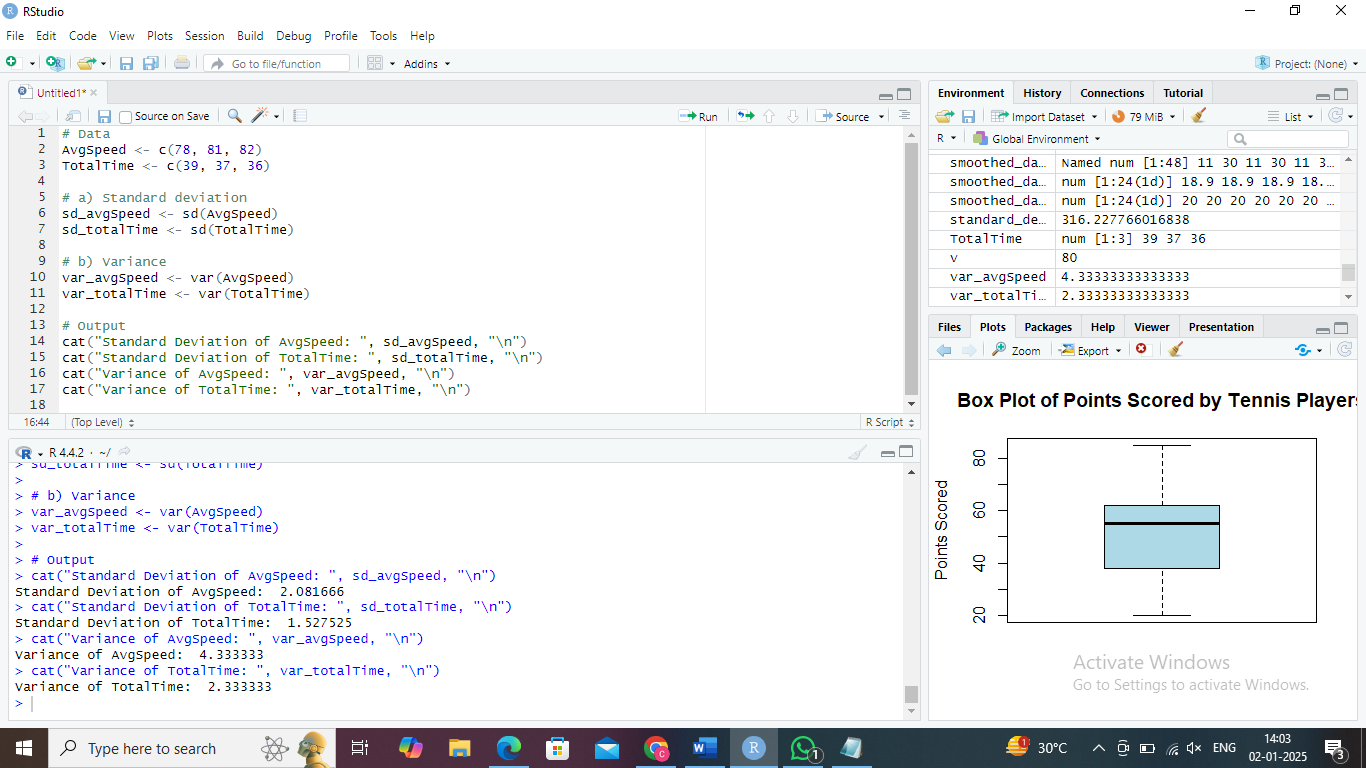 RStudio
File Edit Code View Plots Session Build Debug Profile Tools Help
Go to file/function Addins Project: (None)
Untitled1*
Source on Save Run Source
1 # Data
2 AvgSpeed <- c(78, 81, 82)
3 TotalTime <- c(39, 37, 36)
4
5 # a) Standard deviation
6 sd_avgSpeed <- sd(AvgSpeed)
7 sd_totalTime <- sd(TotalTime)
8
9 # b) Variance
10 var_avgSpeed <- var(AvgSpeed)
11 var_totalTime <- var(TotalTime)
12
13 # Output
14 cat("Standard Deviation of AvgSpeed: ", sd_avgSpeed, "\n")
15 cat("Standard Deviation of TotalTime: ", sd_totalTime, "\n")
16 cat("Variance of AvgSpeed: ", var_avgSpeed, "\n")
17 cat("Variance of TotalTime: ", var_totalTime, "\n")
18
16:44 (Top Level) R Script
R 4.4.2 · ~/
> sd_totalTime <- sd(TotalTime)
>
> # b) Variance
> var_avgSpeed <- var(AvgSpeed)
> var_totalTime <- var(TotalTime)
>
> # Output
> cat("Standard Deviation of AvgSpeed: ", sd_avgSpeed, "\n")
Standard Deviation of AvgSpeed:  2.081666
> cat("Standard Deviation of TotalTime: ", sd_totalTime, "\n")
Standard Deviation of TotalTime:  1.527525
> cat("Variance of AvgSpeed: ", var_avgSpeed, "\n")
Variance of AvgSpeed:  4.333333
> cat("Variance of TotalTime: ", var_totalTime, "\n")
Variance of TotalTime:  2.333333
>
Environment History Connections Tutorial
Import Dataset 79 MiB List
R Global Environment
smoothed_da… Named num [1:48] 11 30 11 30 11 3…
smoothed_da… num [1:24(1d)] 18.9 18.9 18.9 18.…
smoothed_da… num [1:24(1d)] 20 20 20 20 20 20 …
standard_de… 316.227766016838
TotalTime num [1:3] 39 37 36
v 80
var_avgSpeed 4.33333333333333
var_totalTi… 2.33333333333333
Files Plots Packages Help Viewer Presentation
Zoom Export
Box Plot of Points Scored by Tennis Players
Points Scored
80
60
40
20
Activate Windows
Go to Settings to activate Windows.
Type here to search
1 30°C ENG 14:03
02-01-2025
3